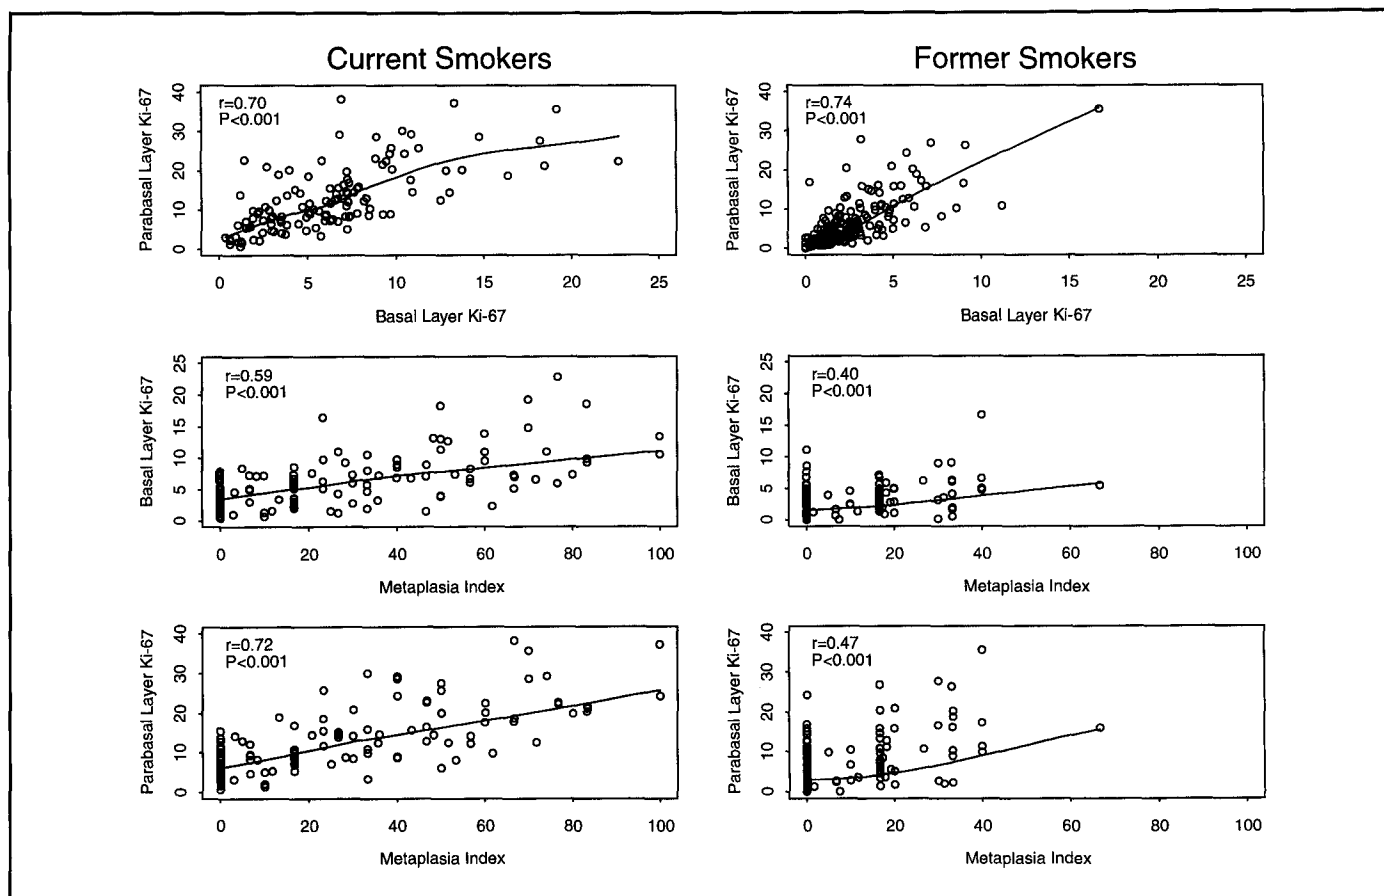 Current Smokers
Former Smokers
r=0.70
P<0.001
Parabasal Layer Ki-67
0 10 20 30 40
0 5 10 15 20 25
Basal Layer Ki-67
r=0.74
P<0.001
Parabasal Layer Ki-67
0 10 20 30 40
0 5 10 15 20 25
Basal Layer Ki-67
r=0.59
P<0.001
Basal Layer Ki-67
0 5 10 15 20 25
0 20 40 60 80 100
Metaplasia Index
r=0.40
P<0.001
Basal Layer Ki-67
0 5 10 15 20 25
0 20 40 60 80 100
Metaplasia Index
r=0.72
P<0.001
Parabasal Layer Ki-67
0 10 20 30 40
0 20 40 60 80 100
Metaplasia Index
r=0.47
P<0.001
Parabasal Layer Ki-67
0 10 20 30 40
0 20 40 60 80 100
Metaplasia Index